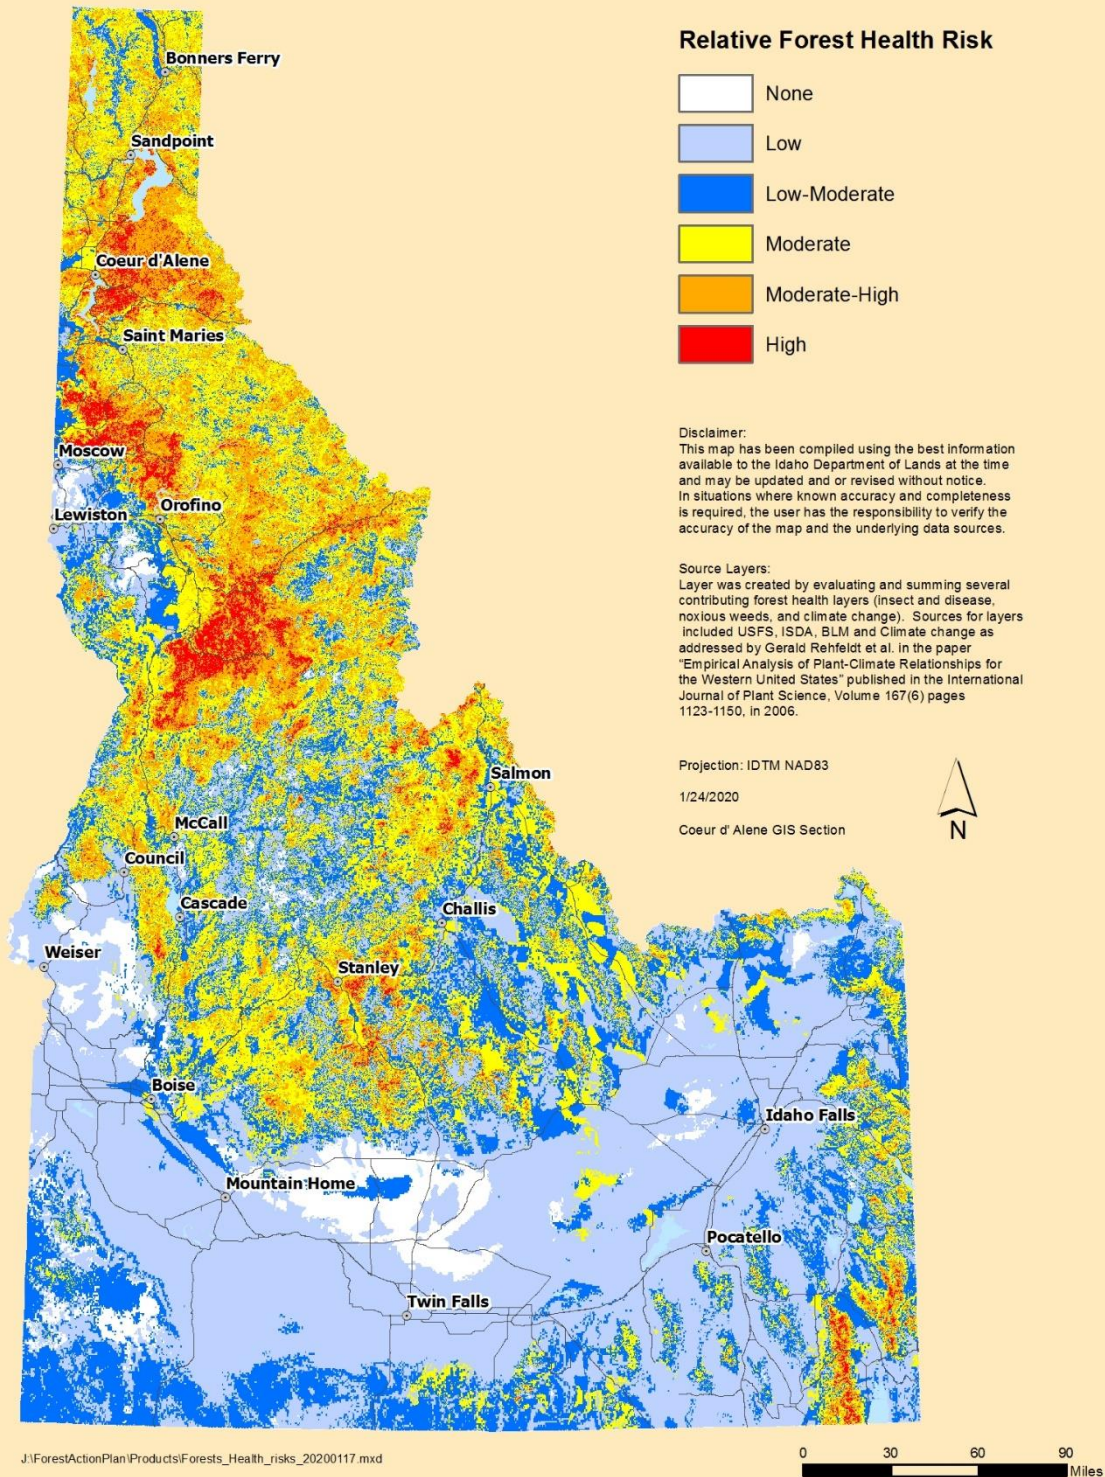 Relative Forest Health Risk
None
Low
Low-Moderate
Moderate
Moderate-High
High
Bonners Ferry
Sandpoint
Coeur d'Alene
Saint Maries
Moscow
Lewiston
Orofino
Salmon
McCall
Council
Cascade
Challis
Weiser
Stanley
Boise
Idaho Falls
Mountain Home
Pocatello
Twin Falls
Disclaimer:
This map has been compiled using the best information
available to the Idaho Department of Lands at the time
and may be updated and or revised without notice.
In situations where known accuracy and completeness
is required, the user has the responsibility to verify the
accuracy of the map and the underlying data sources.
Source Layers:
Layer was created by evaluating and summing several
contributing forest health layers (insect and disease,
noxious weeds, and climate change). Sources for layers
included USFS, ISDA, BLM and Climate change as
addressed by Gerald Rehfeldt et al. in the paper
"Empirical Analysis of Plant-Climate Relationships for
the Western United States" published in the International
Journal of Plant Science, Volume 167(6) pages
1123-1150, in 2006.
Projection: IDTM NAD83
1/24/2020
Coeur d' Alene GIS Section
N
J:\ForestActionPlan\Products\Forests_Health_risks_20200117.mxd
0 30 60 90
Miles